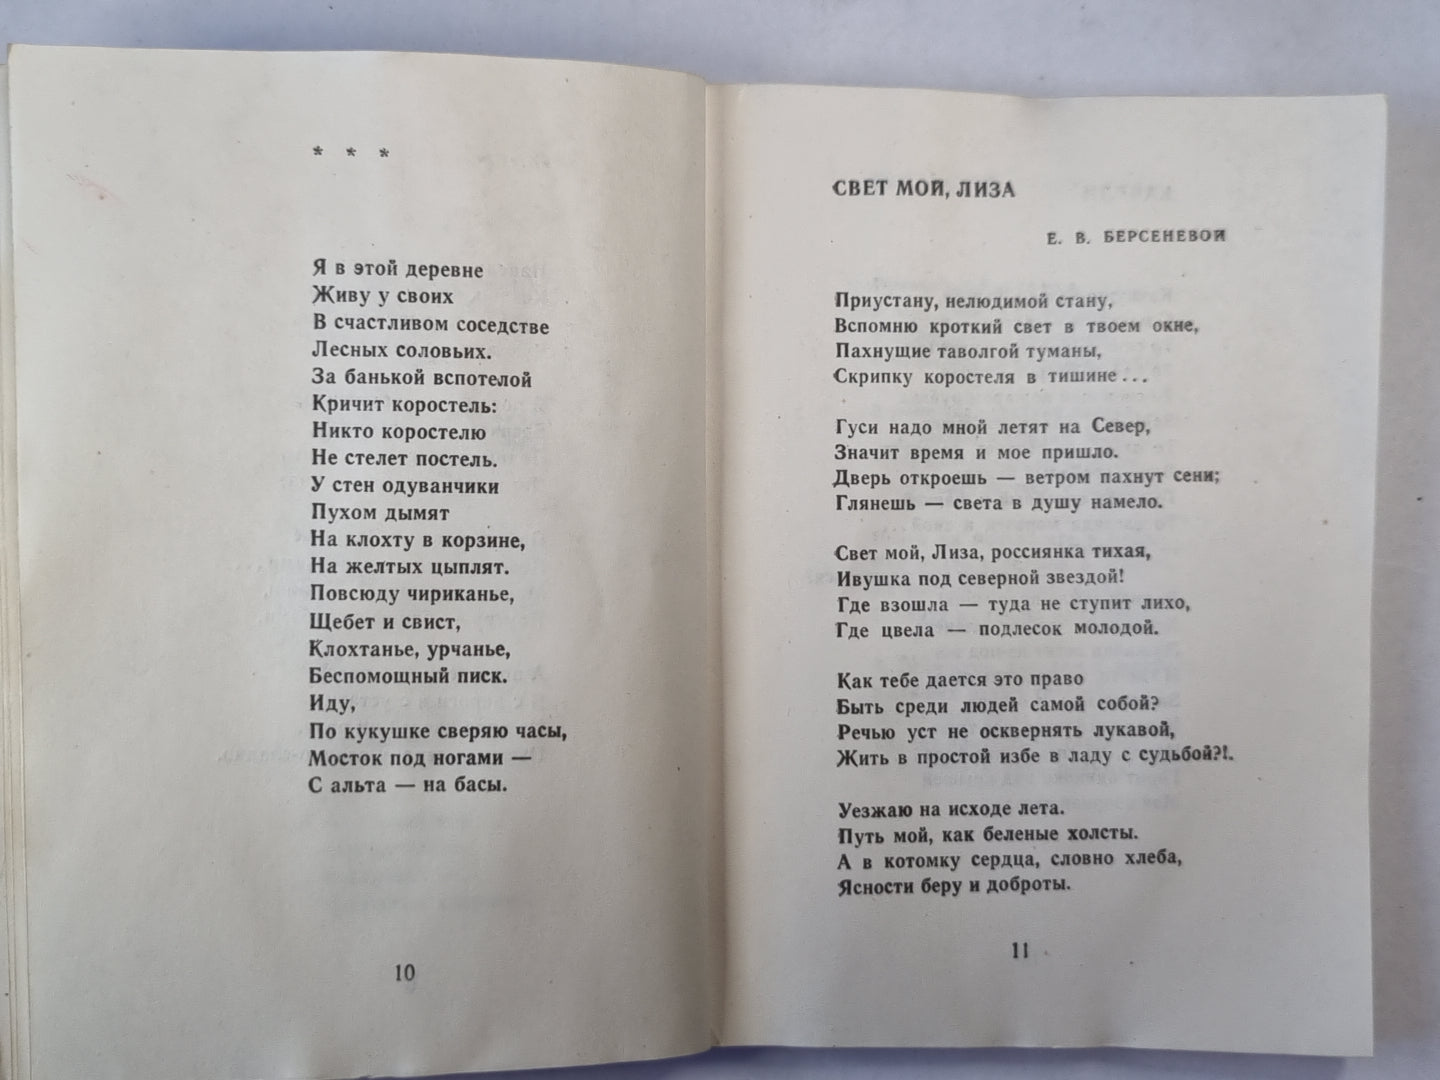 * * *
Я в этой деревне
Живу у своих
В счастливом соседстве
Лесных соловьих.
За банькой вспотелой
Кричит коростель:
Никто коростелю
Не стелет постель.
У стен одуванчики
Пухом дымят
На клохту в корзине,
На желтых цыплят.
Повсюду чириканье,
Щебет и свист,
Клохтанье, урчанье,
Беспомощный писк.
Иду,
По кукушке сверяю часы,
Мосток под ногами —
С альта — на басы.
10
СВЕТ МОЙ, ЛИЗА
Е. В. БЕРСЕНЕВОЙ
Приустану, нелюдимой стану,
Вспомню кроткий свет в твоем окне,
Пахнущие таволгой туманы,
Скрипку коростеля в тишине...
Гуси надо мной летят на Север,
Значит время и мое пришло.
Дверь откроешь — ветром пахнут сени;
Глянешь — света в душу намело.
Свет мой, Лиза, россиянка тихая,
Ивушка под северной звездой!
Где взошла — туда не ступит лихо,
Где цвела — подлесок молодой.
Как тебе дается это право
Быть среди людей самой собой?
Речью уст не осквернять лукавой,
Жить в простой избе в ладу с судьбой?!.
Уезжаю на исходе лета.
Путь мой, как беленые холсты.
А в котомку сердца, словно хлеба,
Ясности беру и доброты.
11